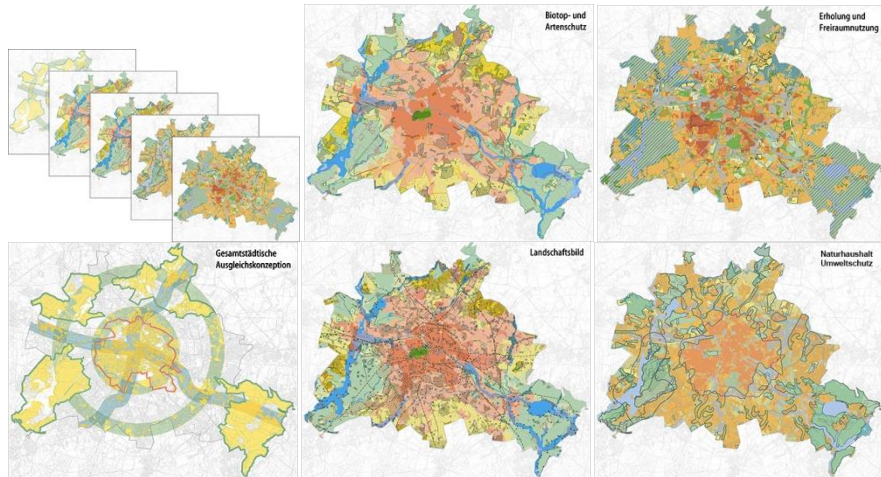 Biotop- und
Artenschutz
Erholung und
Freiraumnutzung
Gesamtstädtische
Ausgleichskonzeption
Landschaftsbild
Naturhaushalt
Umweltschutz